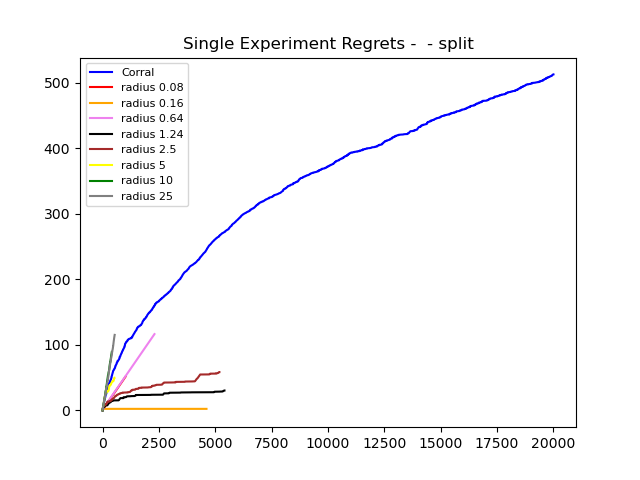 Single Experiment Regrets -  - split
Corral
radius 0.08
radius 0.16
radius 0.64
radius 1.24
radius 2.5
radius 5
radius 10
radius 25
500
400
300
200
100
0
0 2500 5000 7500 10000 12500 15000 17500 20000